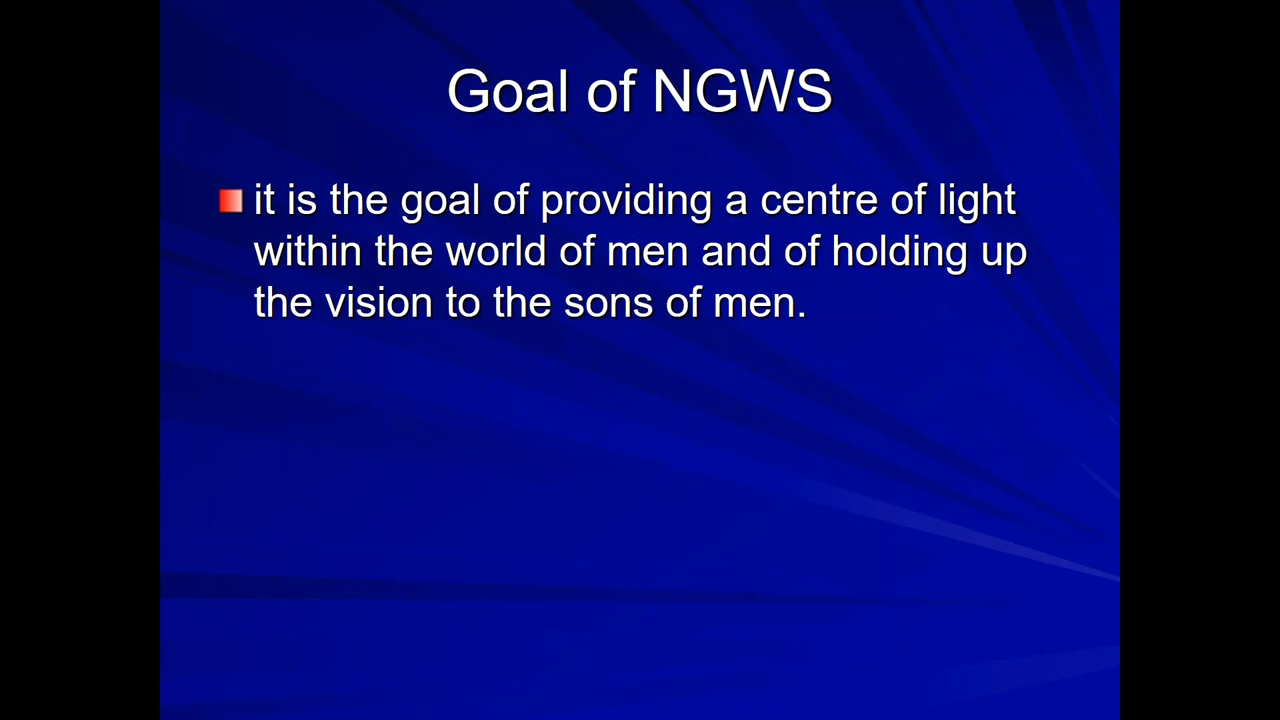 Goal of NGWS
it is the goal of providing a centre of light
within the world of men and of holding up
the vision to the sons of men.